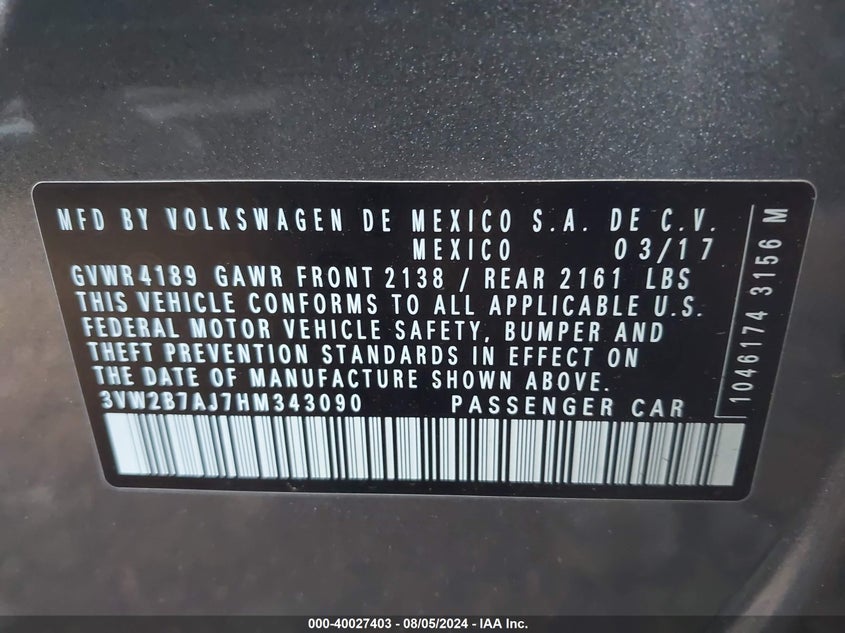 MFD BY VOLKSWAGEN DE MEXICO S.A. DE C.V.
MEXICO 03/17
GVWR 4189 GAWR FRONT 2138 / REAR 2161 LBS
THIS VEHICLE CONFORMS TO ALL APPLICABLE U.S.
FEDERAL MOTOR VEHICLE SAFETY, BUMPER AND
THEFT PREVENTION STANDARDS IN EFFECT ON
THE DATE OF MANUFACTURE SHOWN ABOVE.
3VW2B7AJ7HM343090 PASSENGER CAR
1046174 3156 M
000-40027403 - 08/05/2024 - IAA Inc.